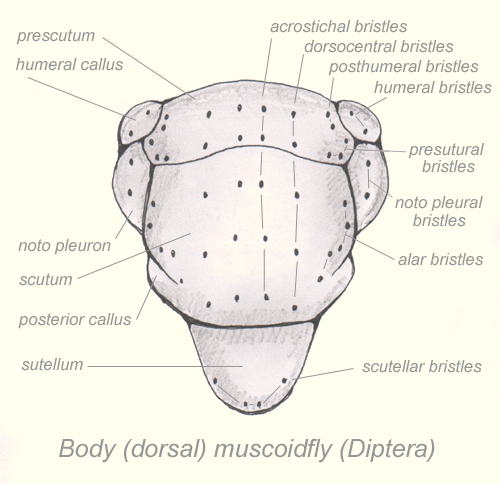 prescutum
humeral callus
acrostichal bristles
dorsocentral bristles
posthumeral bristles
humeral bristles
presutural
bristles
noto pleural
bristles
alar bristles
noto pleuron
scutum
posterior callus
sutellum
scutellar bristles
Body (dorsal) muscoidfly (Diptera)